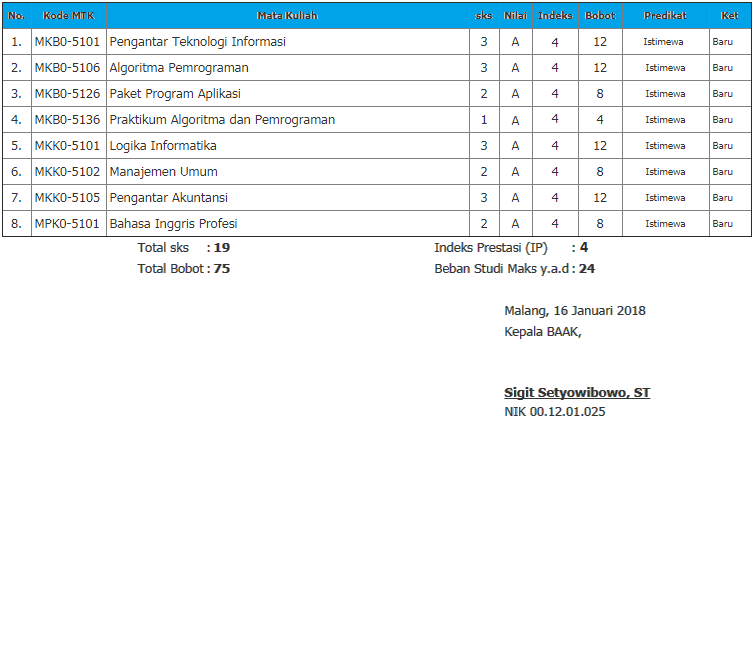 No. Kode MTK Mata Kuliah sks Nilai Indeks Bobot Predikat Ket
1. MKB0-5101 Pengantar Teknologi Informasi 3 A 4 12 Istimewa Baru
2. MKB0-5106 Algoritma Pemrograman 3 A 4 12 Istimewa Baru
3. MKB0-5126 Paket Program Aplikasi 2 A 4 8 Istimewa Baru
4. MKB0-5136 Praktikum Algoritma dan Pemrograman 1 A 4 4 Istimewa Baru
5. MKK0-5101 Logika Informatika 3 A 4 12 Istimewa Baru
6. MKK0-5102 Manajemen Umum 2 A 4 8 Istimewa Baru
7. MKK0-5105 Pengantar Akuntansi 3 A 4 12 Istimewa Baru
8. MPK0-5101 Bahasa Inggris Profesi 2 A 4 8 Istimewa Baru
Total sks : 19 Indeks Prestasi (IP) : 4
Total Bobot : 75 Beban Studi Maks y.a.d : 24
Malang, 16 Januari 2018
Kepala BAAK,
Sigit Setyowibowo, ST
NIK 00.12.01.025